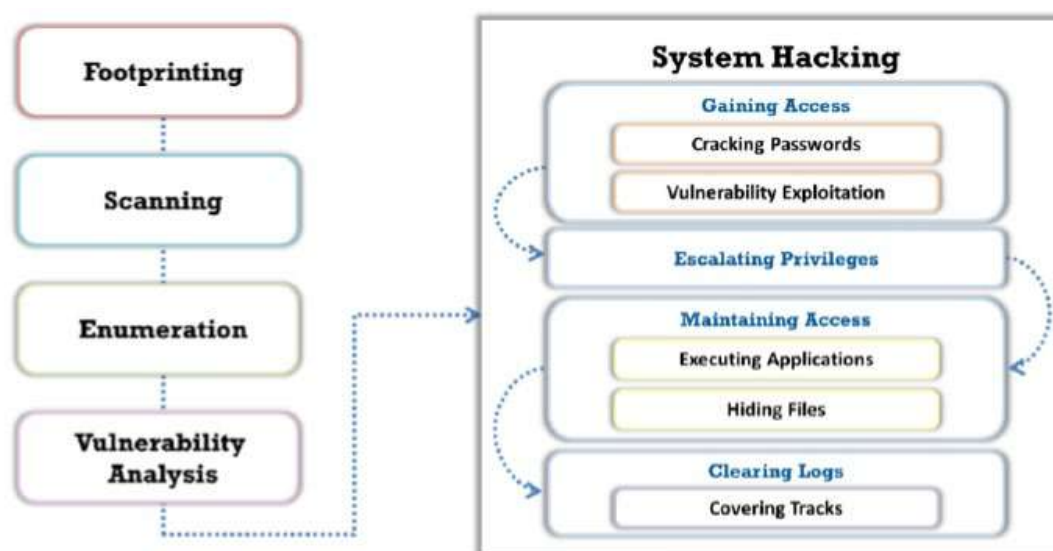 Footprinting
Scanning
Enumeration
Vulnerability
Analysis
System Hacking
Gaining Access
Cracking Passwords
Vulnerability Exploitation
Escalating Privileges
Maintaining Access
Executing Applications
Hiding Files
Clearing Logs
Covering Tracks